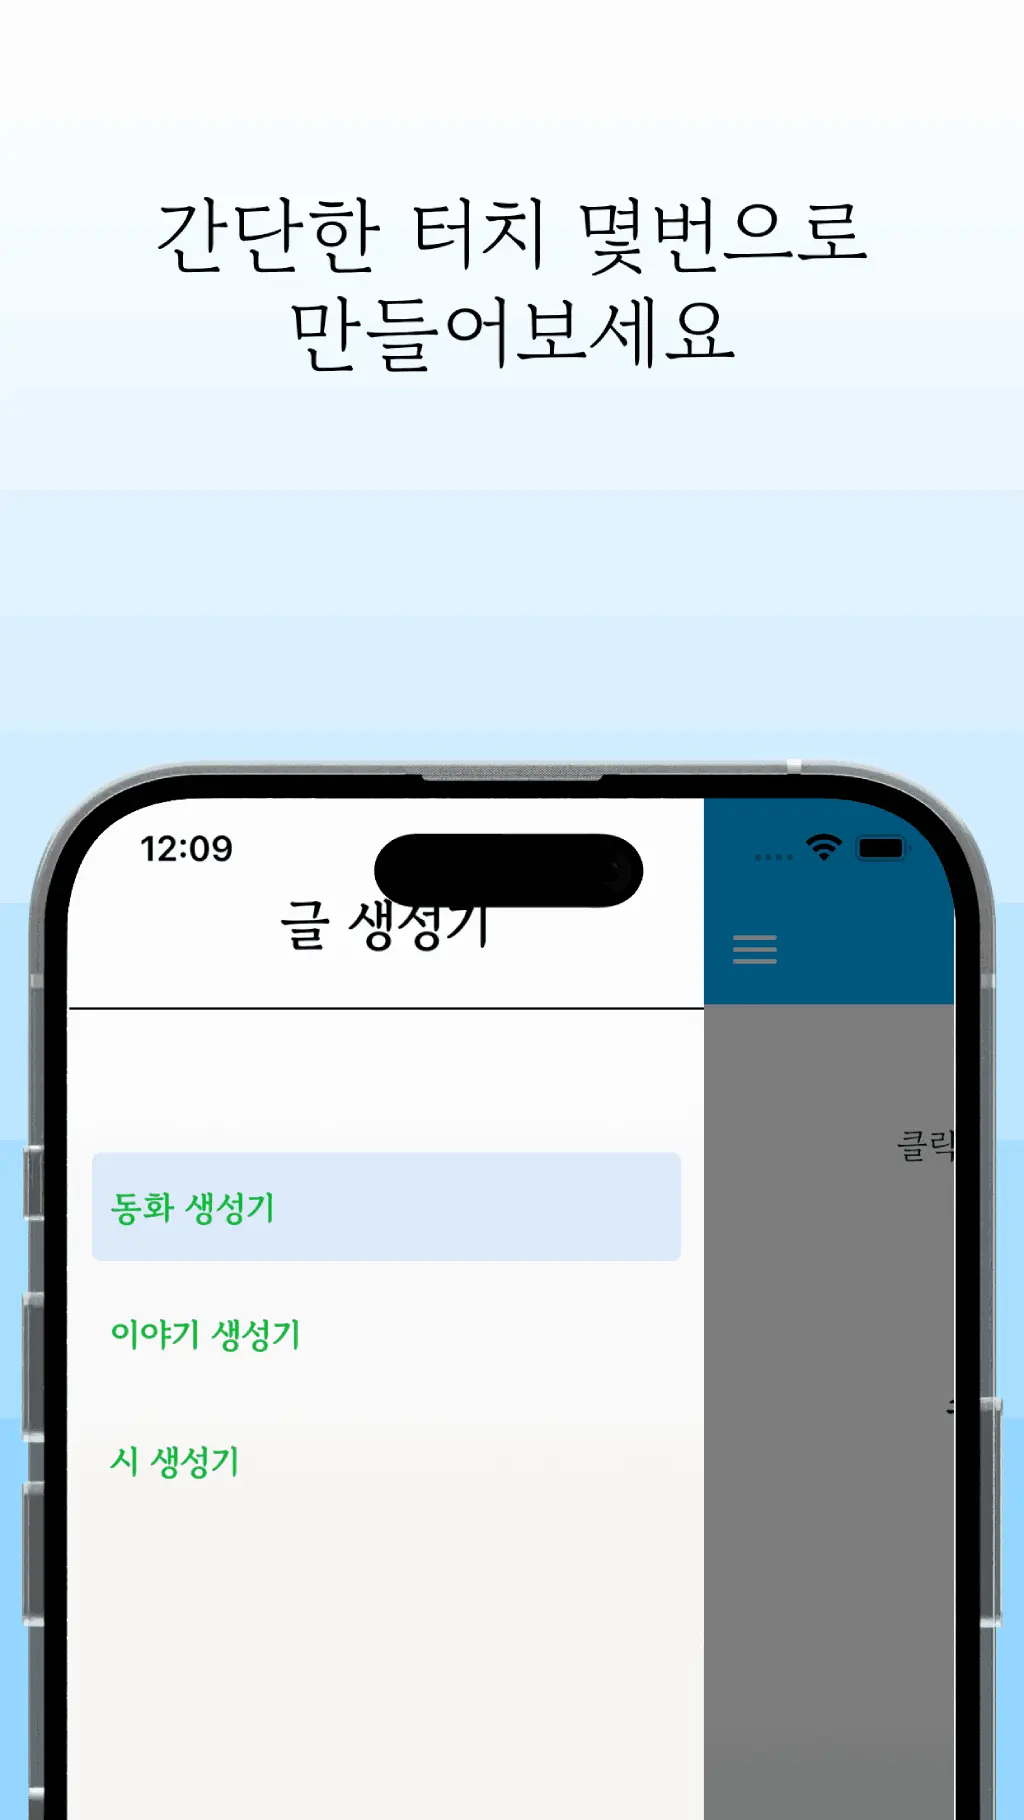 간단한 터치 몇번으로
만들어보세요
12:09
글 생성기
클릭
동화 생성기
이야기 생성기
시 생성기